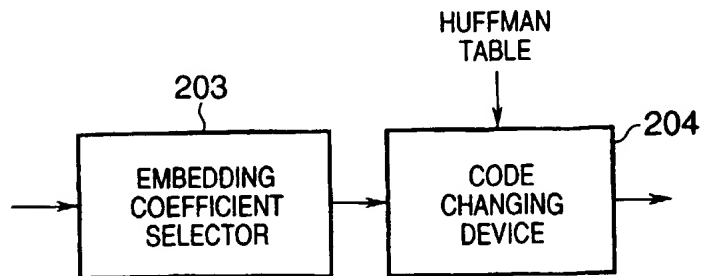 HUFFMAN
TABLE
203
204
EMBEDDING
COEFFICIENT
SELECTOR
CODE
CHANGING
DEVICE